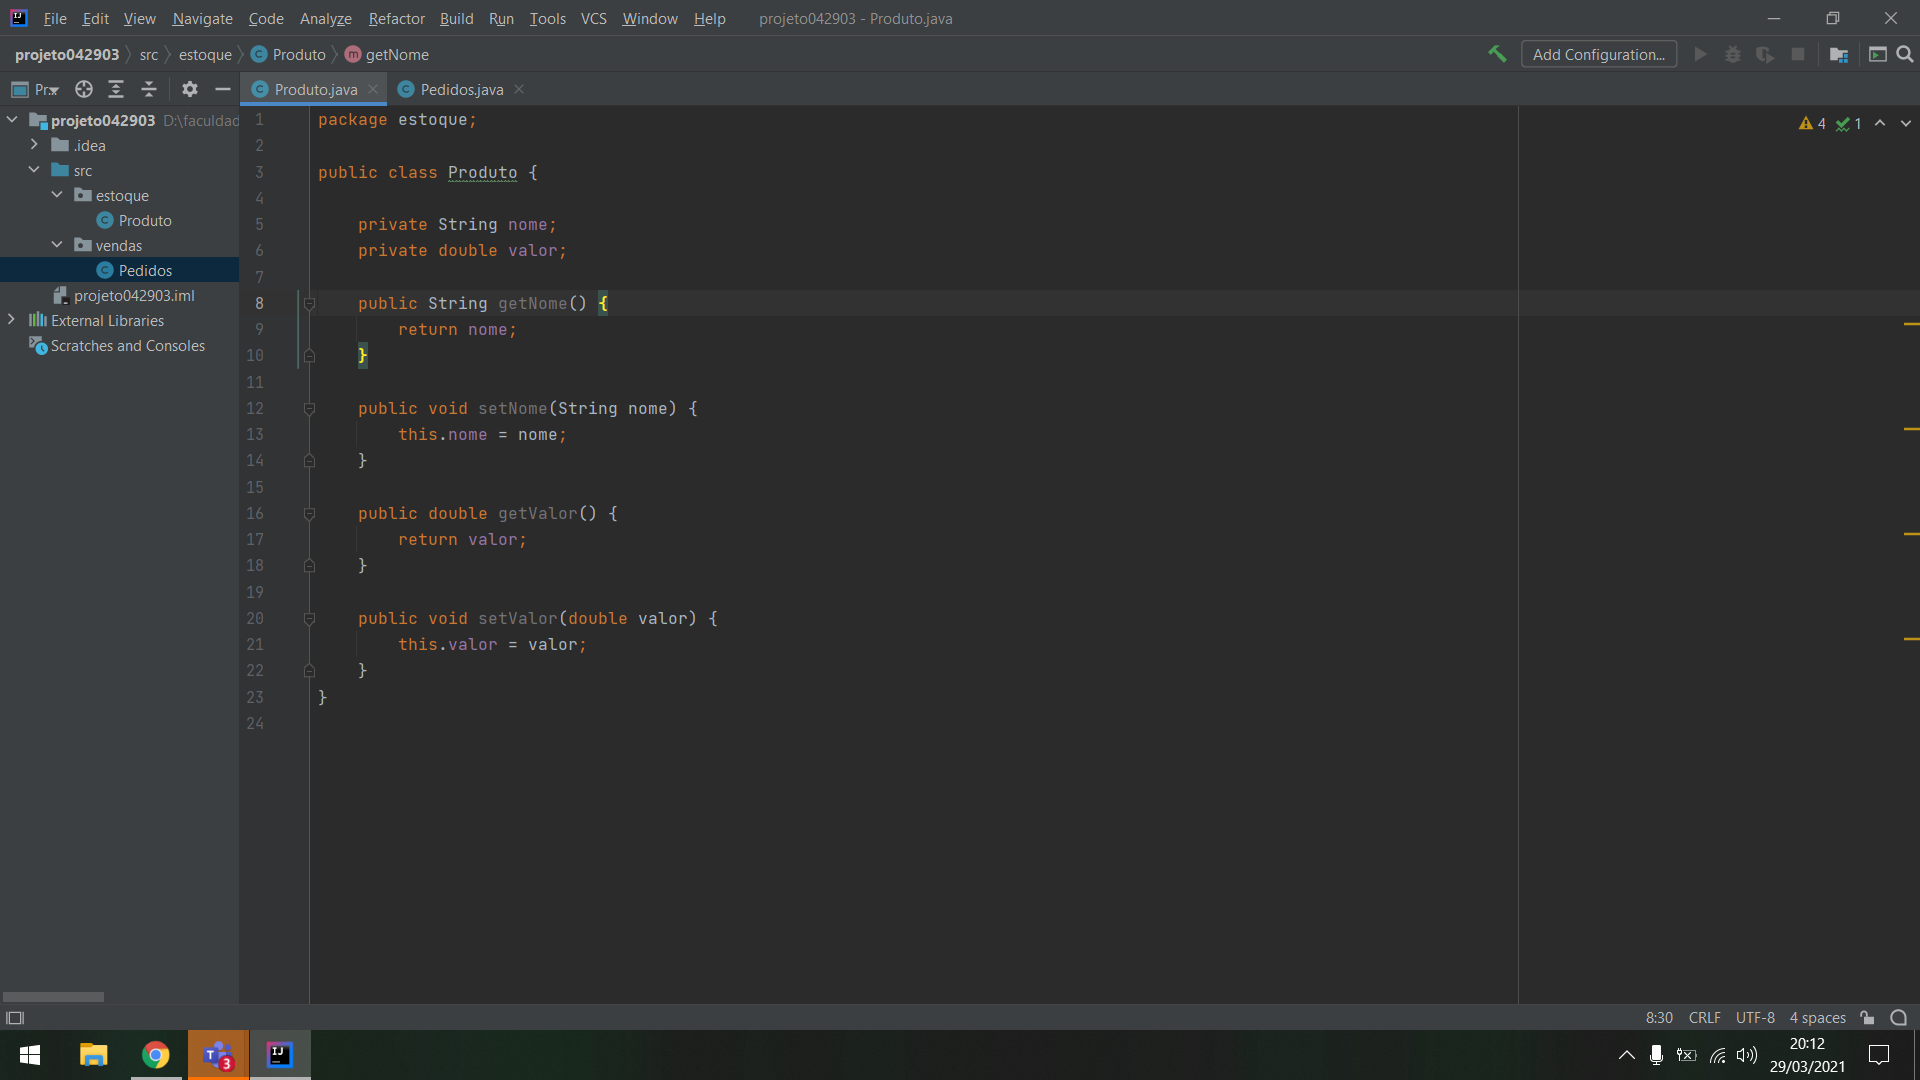 File Edit View Navigate Code Analyze Refactor Build Run Tools VCS Window Help projeto042903 - Produto.java
projeto042903 src estoque Produto getNome Add Configuration...
Pr... Produto.java Pedidos.java
projeto042903 D:\faculdad
.idea
src
estoque
Produto
vendas
Pedidos
projeto042903.iml
External Libraries
Scratches and Consoles
4 1
1 package estoque;
2
3 public class Produto {
4
5     private String nome;
6     private double valor;
7
8     public String getNome() {
9         return nome;
10     }
11
12     public void setNome(String nome) {
13         this.nome = nome;
14     }
15
16     public double getValor() {
17         return valor;
18     }
19
20     public void setValor(double valor) {
21         this.valor = valor;
22     }
23 }
24
8:30 CRLF UTF-8 4 spaces
T 3 IJ
20:12
29/03/2021